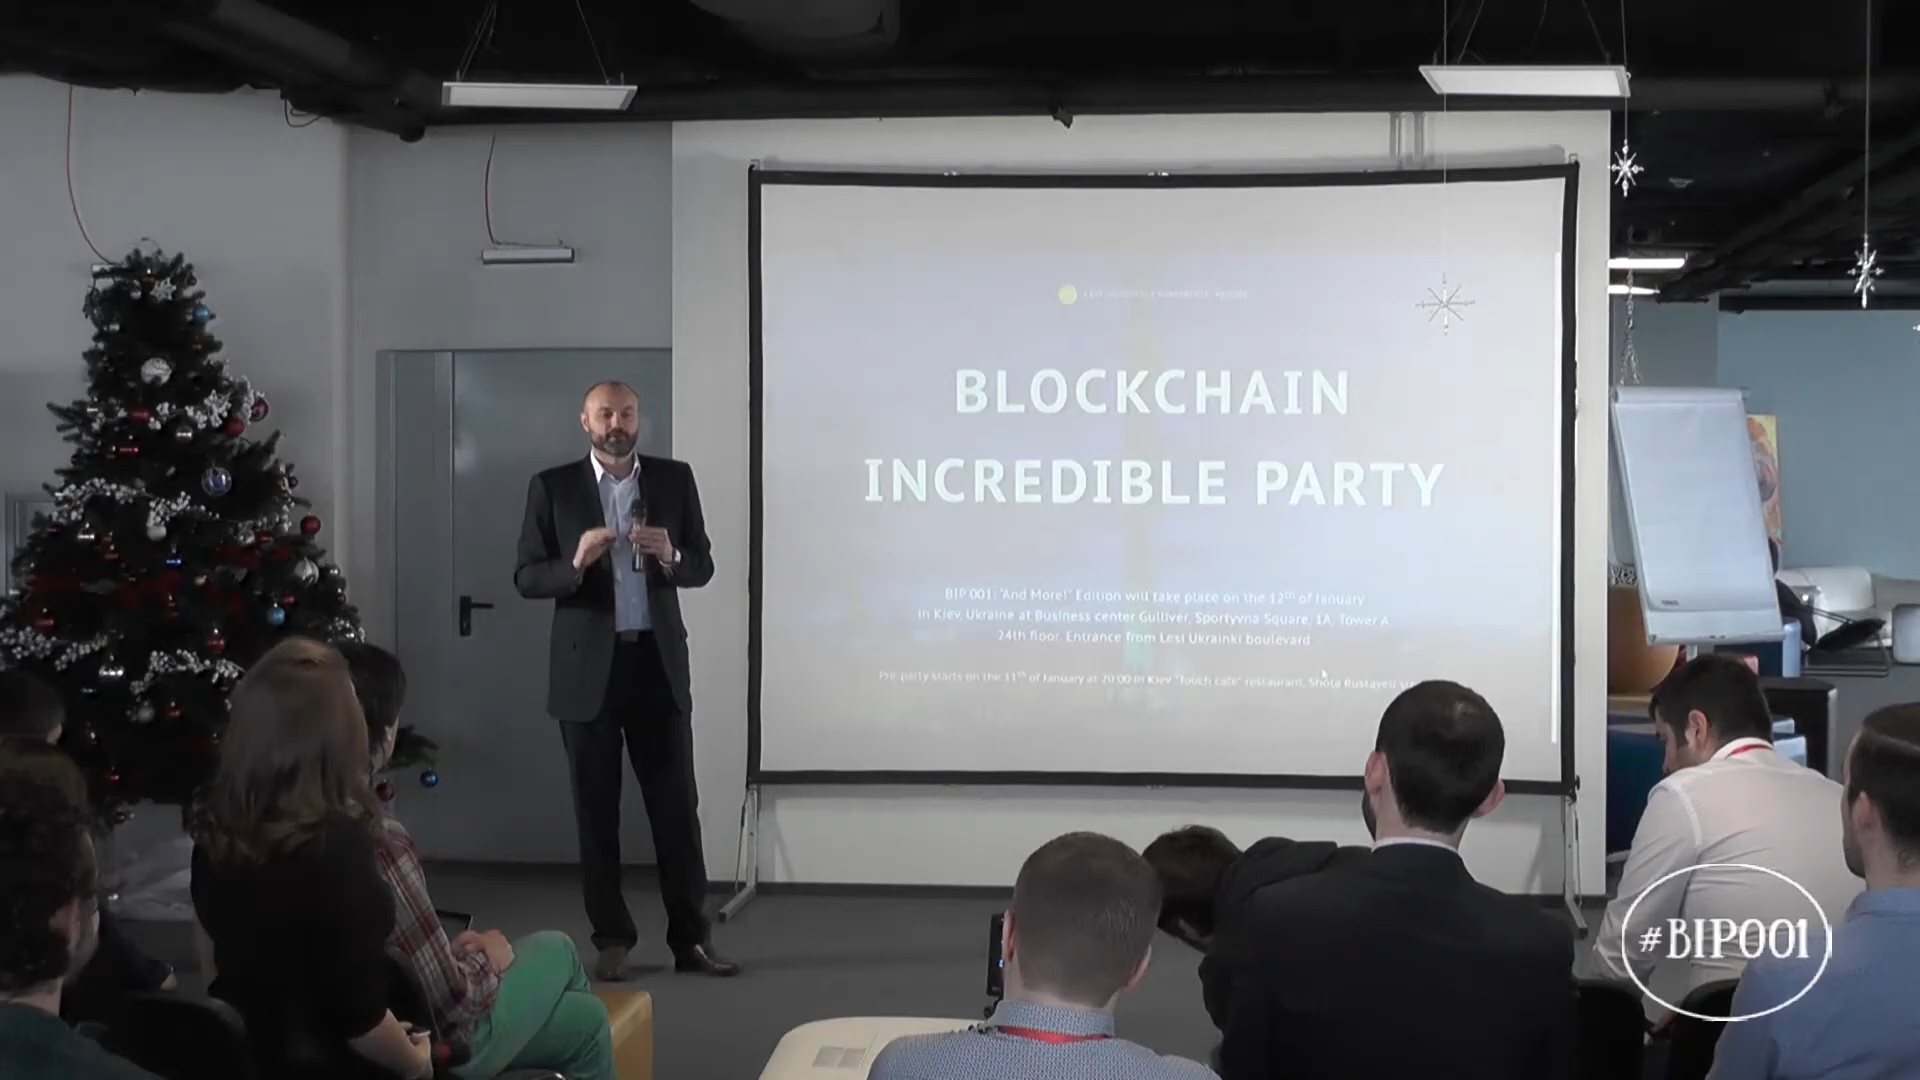 BLOCKCHAIN
INCREDIBLE PARTY
BIP 001: "And More!" Edition will take place on the 12th of January
in Kiev, Ukraine at Business center Gulliver, Sportyvna Square, 1A, Tower A
24th floor. Entrance from Lesi Ukrainki boulevard
Pre-party starts on the 11th of January at 20:00 in Kiev "Touch cafe" restaurant, Shota Rustaveli
#BIP001